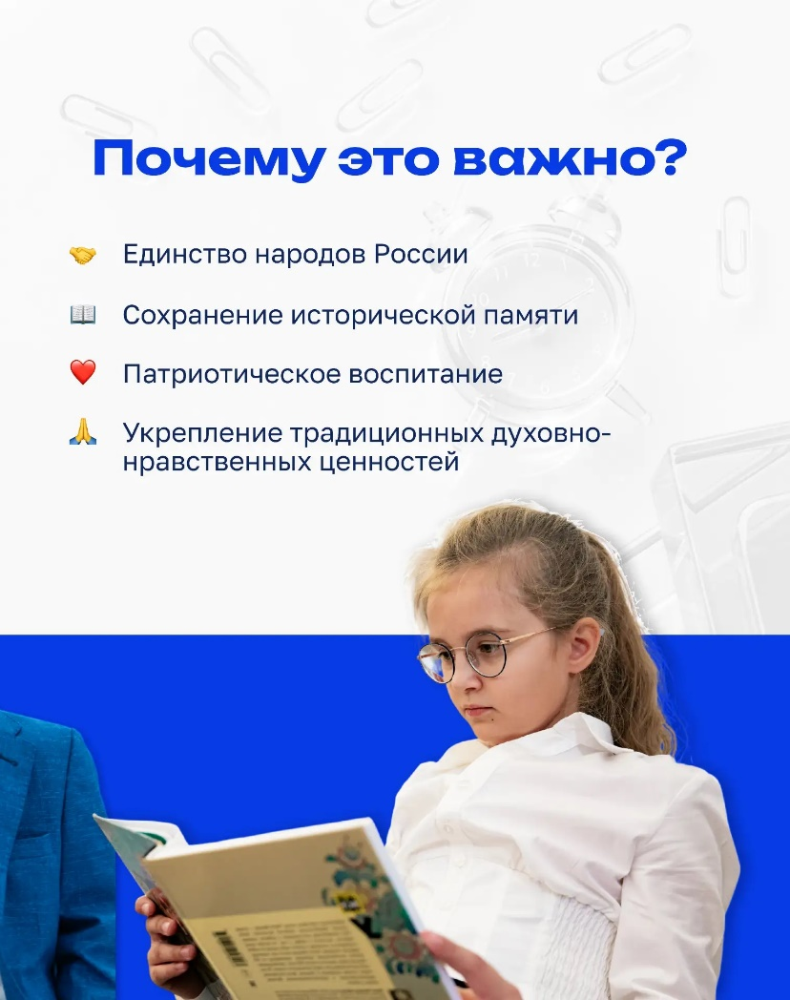 Почему это важно?
Единство народов России
Сохранение исторической памяти
Патриотическое воспитание
Укрепление традиционных духовно-
нравственных ценностей